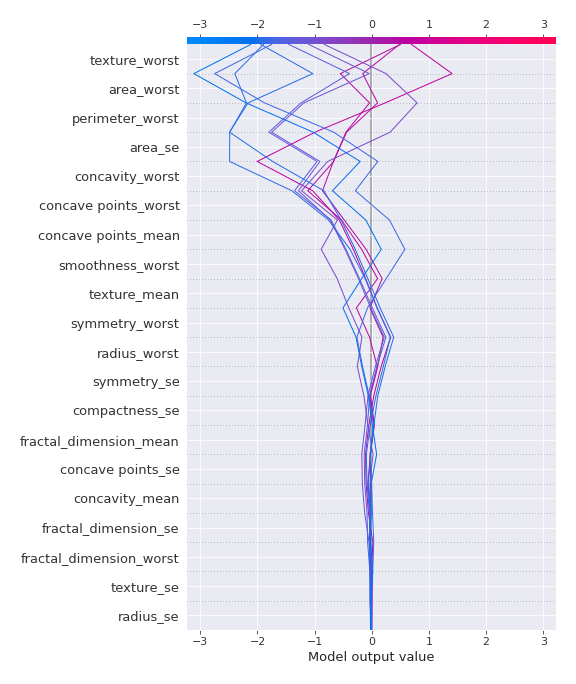 −3 −2 −1 0 1 2 3
texture_worst
area_worst
perimeter_worst
area_se
concavity_worst
concave points_worst
concave points_mean
smoothness_worst
texture_mean
symmetry_worst
radius_worst
symmetry_se
compactness_se
fractal_dimension_mean
concave points_se
concavity_mean
fractal_dimension_se
fractal_dimension_worst
texture_se
radius_se
−3 −2 −1 0 1 2 3
Model output value